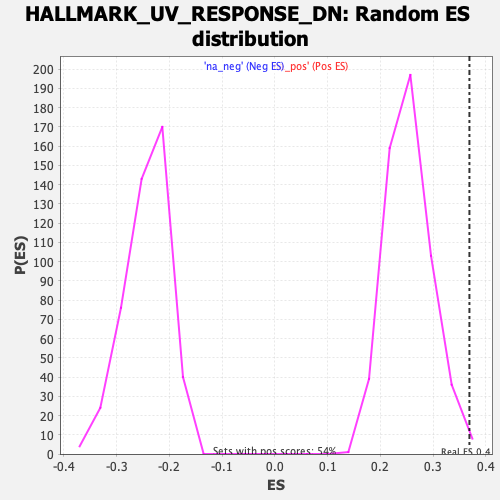 HALLMARK_UV_RESPONSE_DN: Random ES
distribution
'na_neg' (Neg ES)_pos' (Pos ES)
200
190
180
170
160
150
140
130
120
110
100
90
80
70
60
50
40
30
20
10
0
P(ES)
Sets with pos scores: 54%
Real ES 0.4
-0.4 -0.3 -0.2 -0.1 0.0 0.1 0.2 0.3 0.4
ES